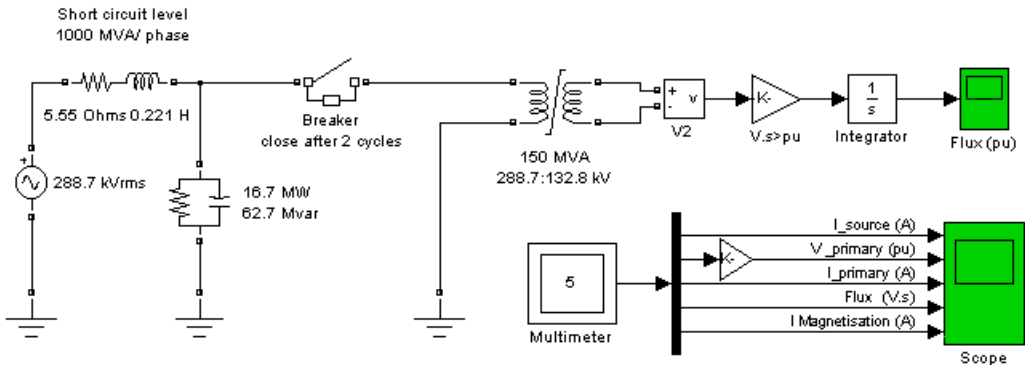 Short circuit level
1000 MVA/ phase
5.55 Ohms 0.221 H
Breaker
close after 2 cycles
+
288.7 kVrms
16.7 MW
62.7 Mvar
150 MVA
288.7:132.8 kV
+
-
v
V2
K-
V.s>pu
1
s
Integrator
Flux (pu)
5
Multimeter
K-
I_source (A)
V_primary (pu)
I_primary (A)
Flux (V.s)
I Magnetisation (A)
Scope